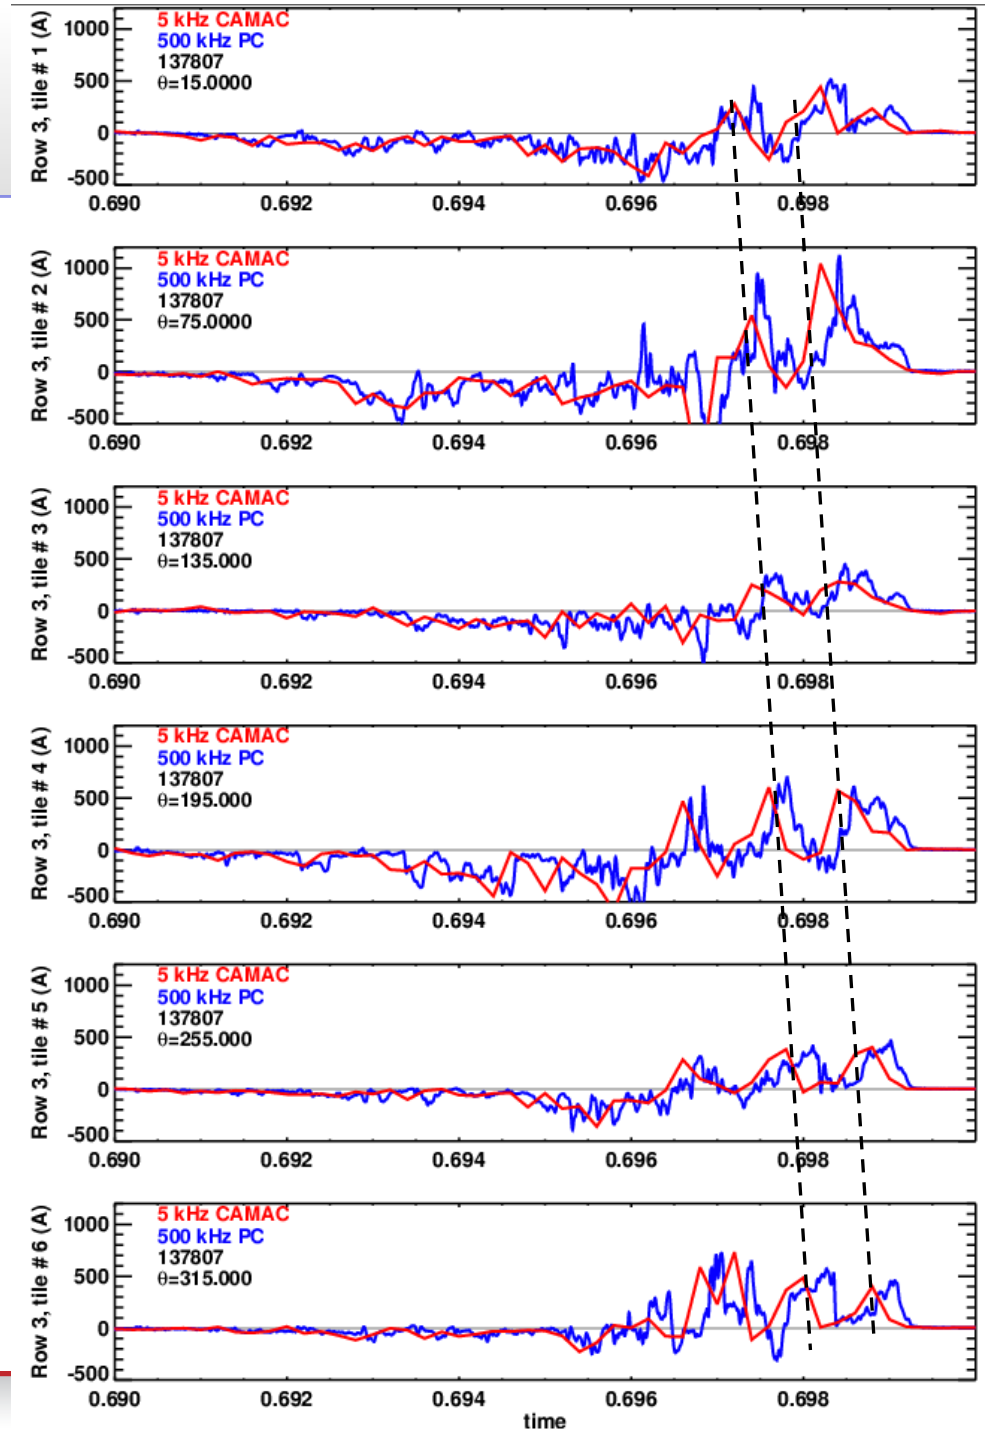 Row 3, tile # 1 (A)
1000
500
0
-500
5 kHz CAMAC
500 kHz PC
137807
θ=15.0000
0.690 0.692 0.694 0.696 0.698
Row 3, tile # 2 (A)
1000
500
0
-500
5 kHz CAMAC
500 kHz PC
137807
θ=75.0000
0.690 0.692 0.694 0.696 0.698
Row 3, tile # 3 (A)
1000
500
0
-500
5 kHz CAMAC
500 kHz PC
137807
θ=135.000
0.690 0.692 0.694 0.696 0.698
Row 3, tile # 4 (A)
1000
500
0
-500
5 kHz CAMAC
500 kHz PC
137807
θ=195.000
0.690 0.692 0.694 0.696 0.698
Row 3, tile # 5 (A)
1000
500
0
-500
5 kHz CAMAC
500 kHz PC
137807
θ=255.000
0.690 0.692 0.694 0.696 0.698
Row 3, tile # 6 (A)
1000
500
0
-500
5 kHz CAMAC
500 kHz PC
137807
θ=315.000
0.690 0.692 0.694 0.696 0.698
time